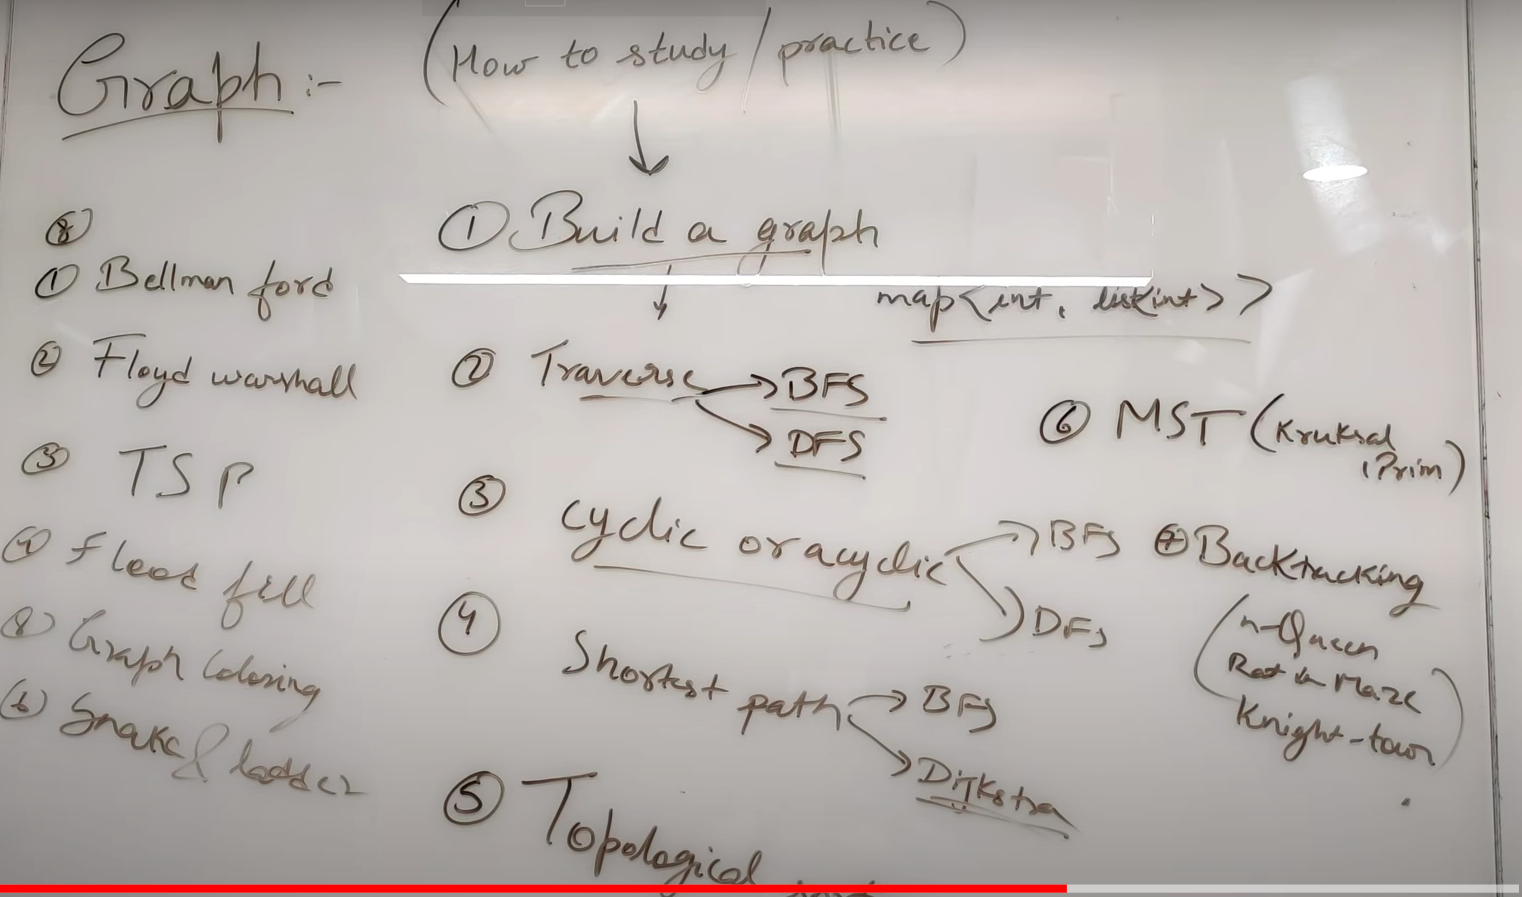 Graph :-
(How to study / practice)
① Build a graph
map<int, list<int>>
② Traverse → BFS
→ DFS
③ cyclic or acyclic → BFS
→ DFS
④ Shortest path → BFS
→ Dijkstra
⑤ Topological
⑥ MST (Kruksal
, Prim)
⑦ Backtracking
(n-Queen
Rat in Maze
Knight-tour)
⑧
① Bellman ford
② Floyd warshall
③ TSP
④ Flood fill
Graph Coloring
⑥ Snake & ladder